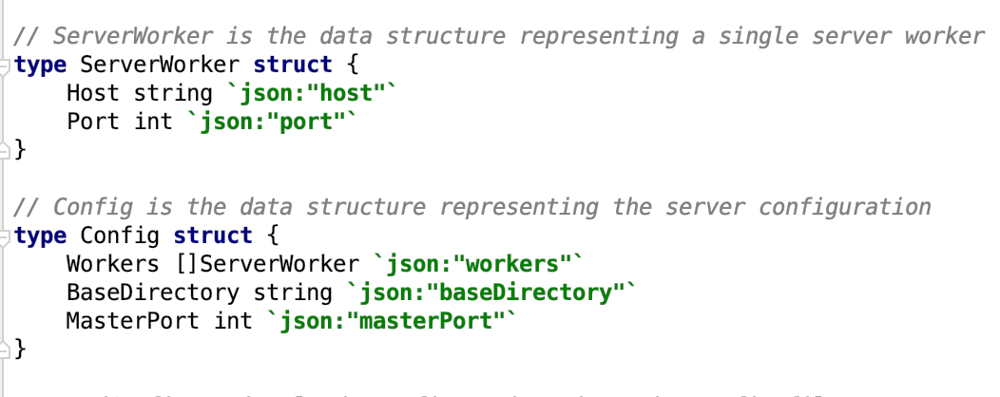 // ServerWorker is the data structure representing a single server worker
type ServerWorker struct {
    Host string `json:"host"`
    Port int `json:"port"`
}
// Config is the data structure representing the server configuration
type Config struct {
    Workers []ServerWorker `json:"workers"`
    BaseDirectory string `json:"baseDirectory"`
    MasterPort int `json:"masterPort"`
}